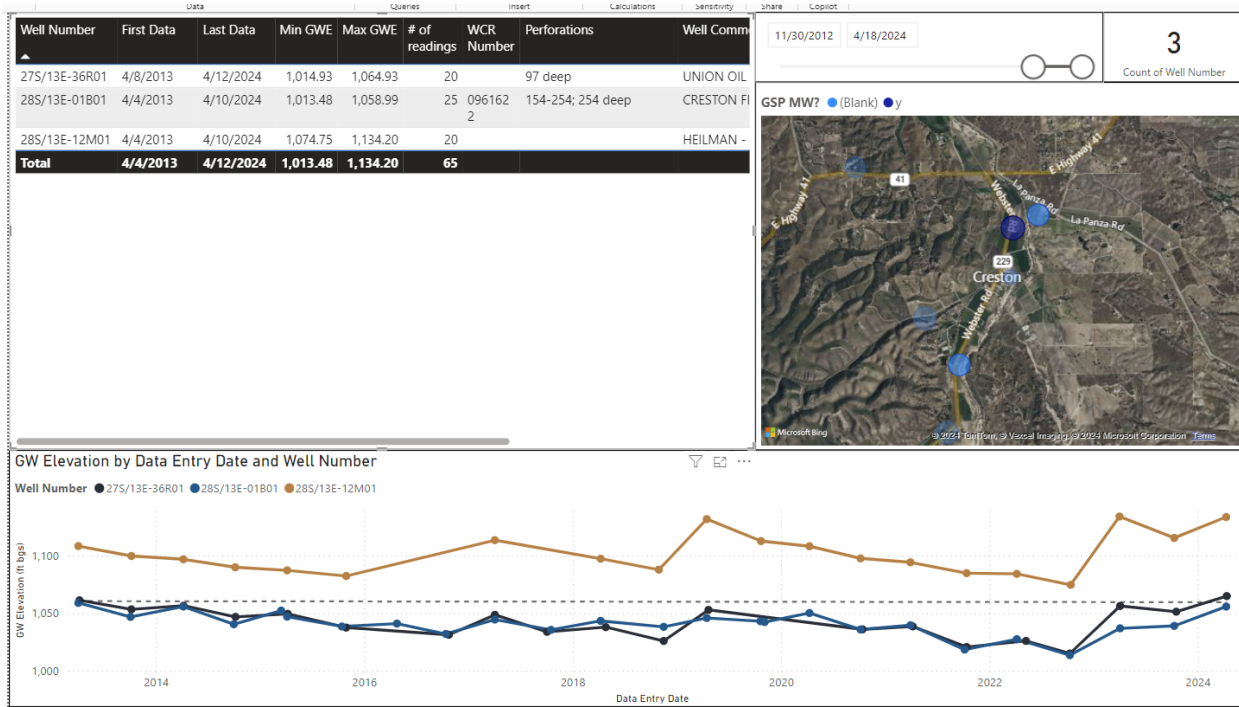 Data Queries Insert Calculations Sensitivity Share Copilot
Well Number First Data Last Data Min GWE Max GWE # of readings WCR Number Perforations Well Comm
27S/13E-36R01 4/8/2013 4/12/2024 1,014.93 1,064.93 20 97 deep UNION OIL
28S/13E-01B01 4/4/2013 4/10/2024 1,013.48 1,058.99 25 0961622 154-254; 254 deep CRESTON FI
28S/13E-12M01 4/4/2013 4/10/2024 1,074.75 1,134.20 20 HEILMAN -
Total 4/4/2013 4/12/2024 1,013.48 1,134.20 65
11/30/2012 4/18/2024
3
Count of Well Number
GSP MW? (Blank) y
E Highway 41
41
E Highway 41
Webster Rd
La Panza Rd
La Panza Rd
229
Creston
Webster Rd
Microsoft Bing
© 2024 TomTom, © Vexcel Imaging, © 2024 Microsoft Corporation Terms
GW Elevation by Data Entry Date and Well Number
Well Number 27S/13E-36R01 28S/13E-01B01 28S/13E-12M01
GW Elevation (ft bgs)
1,100
1,050
1,000
2014 2016 2018 2020 2022 2024
Data Entry Date